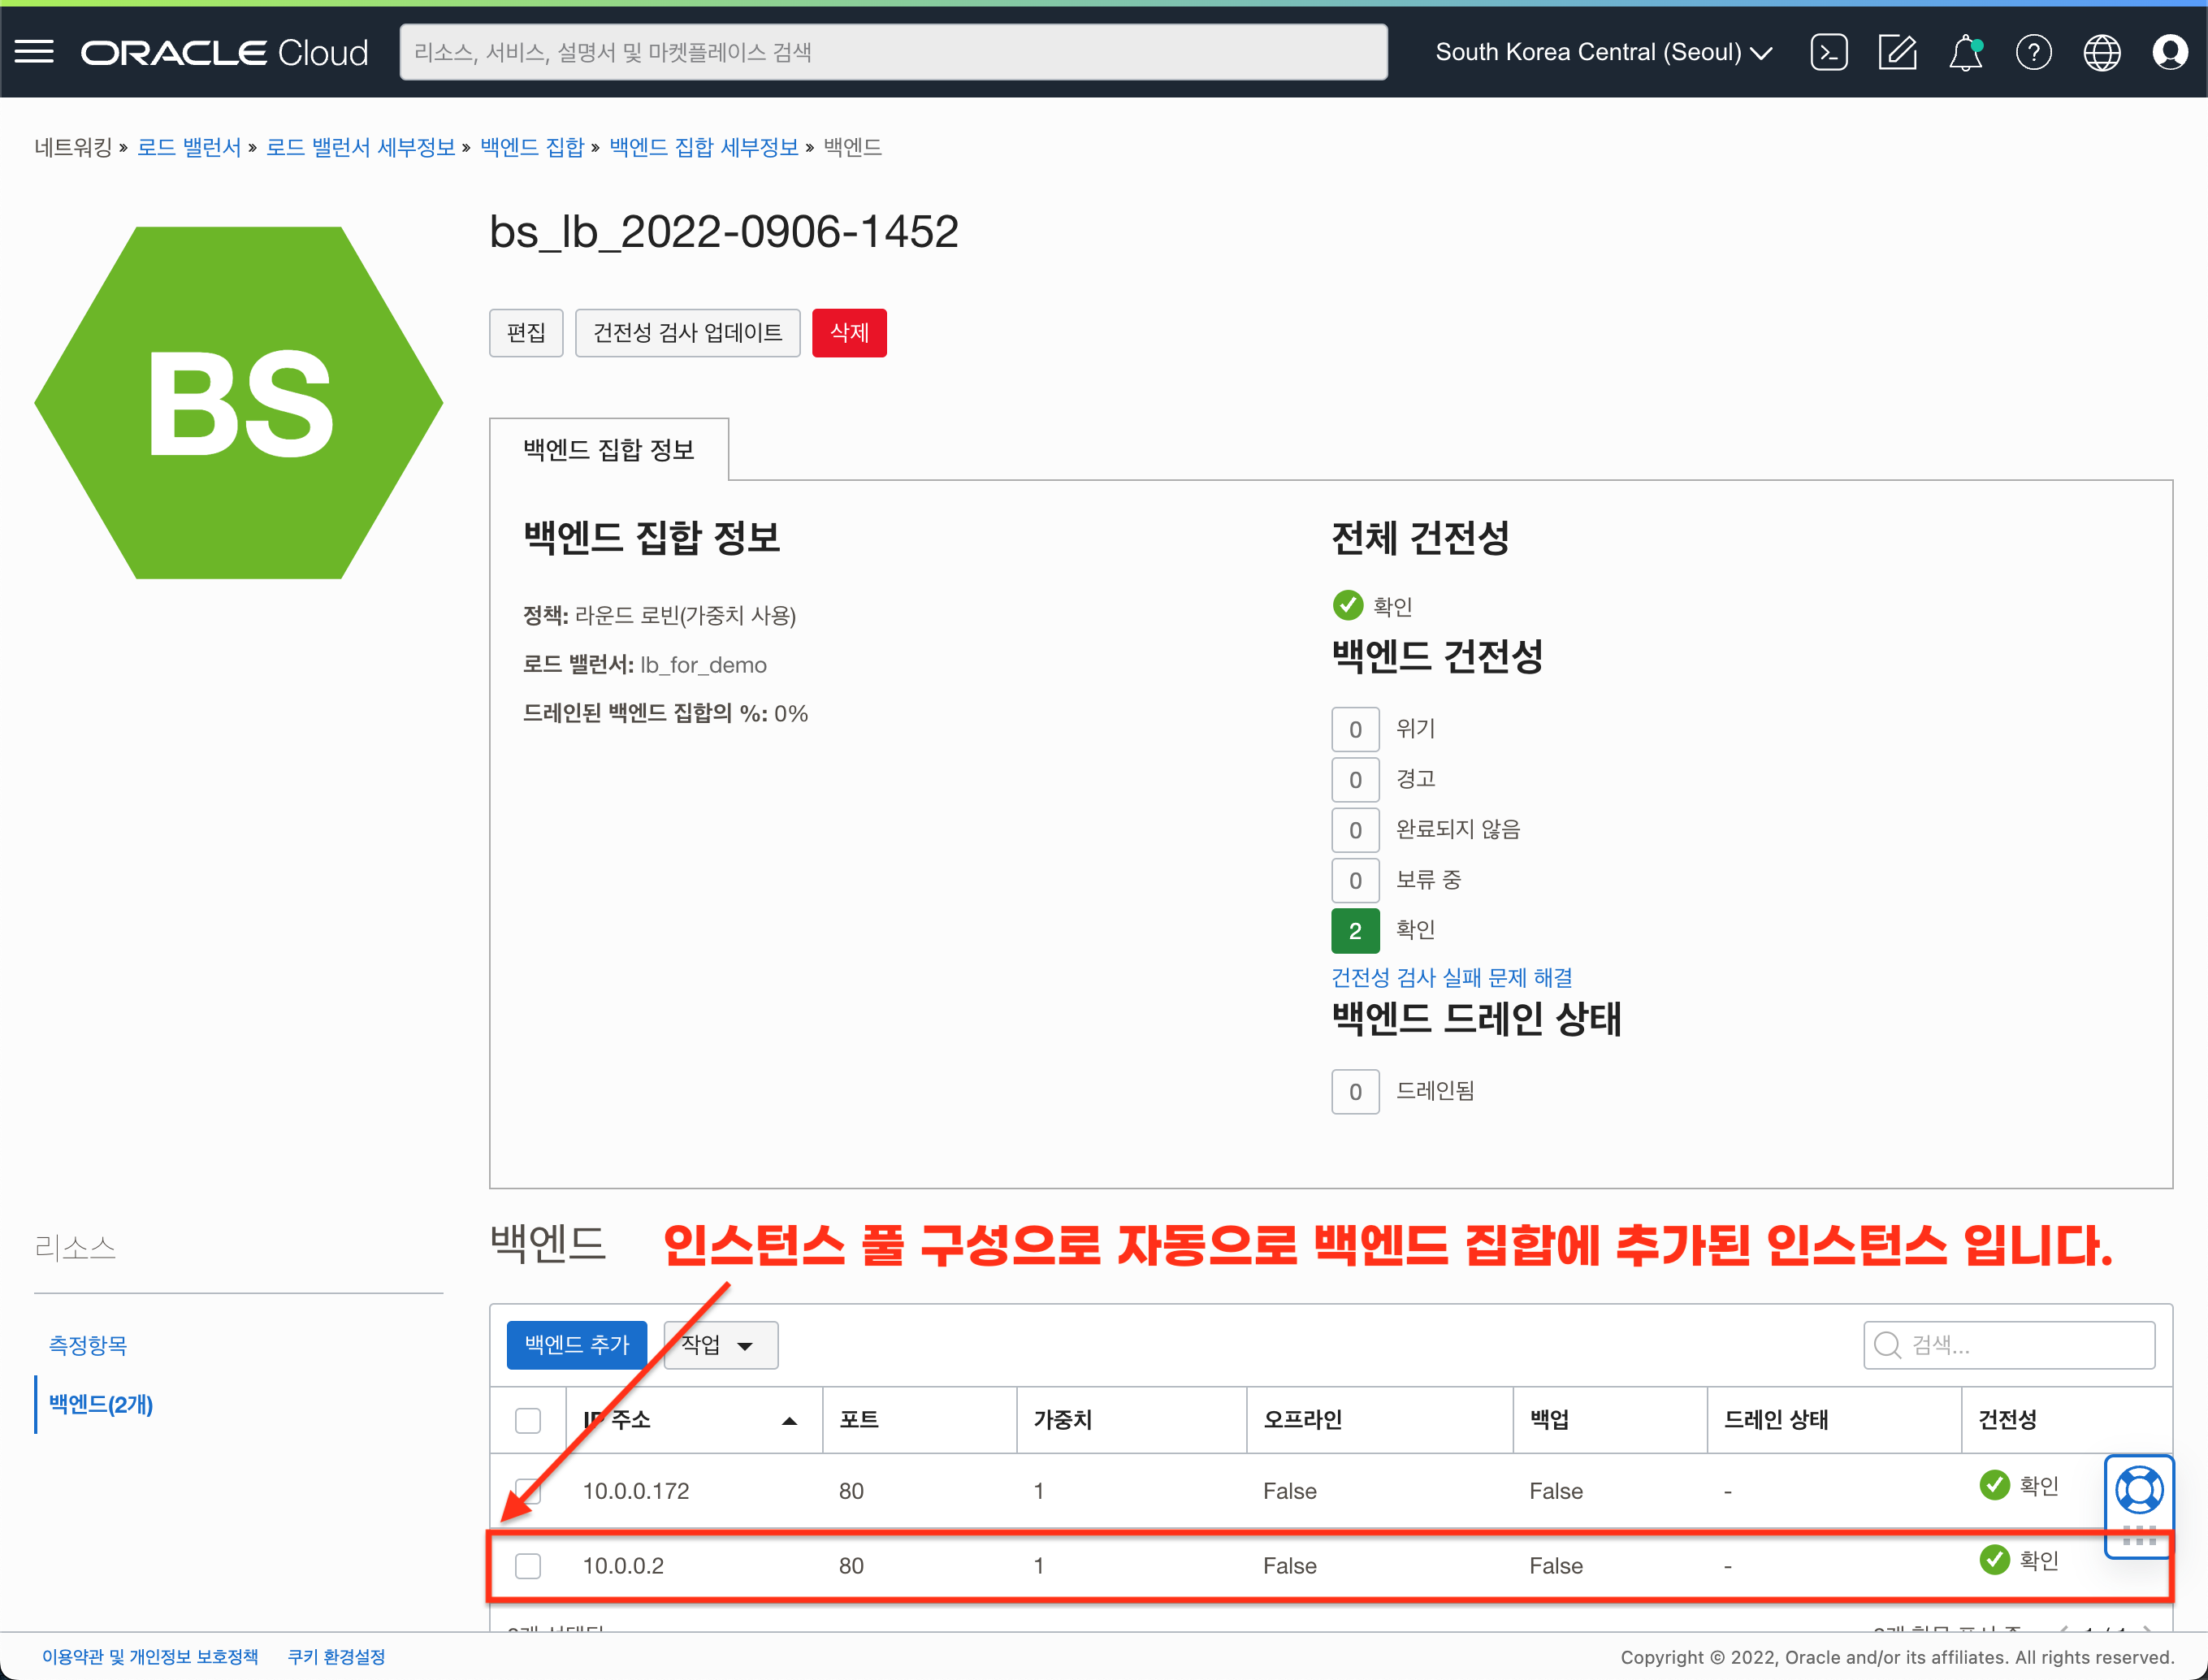 ORACLE Cloud
리소스, 서비스, 설명서 및 마켓플레이스 검색
South Korea Central (Seoul)
네트워킹 » 로드 밸런서 » 로드 밸런서 세부정보 » 백엔드 집합 » 백엔드 집합 세부정보 » 백엔드
BS
bs_lb_2022-0906-1452
편집 건전성 검사 업데이트 삭제
백엔드 집합 정보
백엔드 집합 정보
정책: 라운드 로빈(가중치 사용)
로드 밸런서: lb_for_demo
드레인된 백엔드 집합의 %: 0%
전체 건전성
확인
백엔드 건전성
0 위기
0 경고
0 완료되지 않음
0 보류 중
2 확인
건전성 검사 실패 문제 해결
백엔드 드레인 상태
0 드레인됨
리소스
측정항목
백엔드(2개)
백엔드 인스턴스 풀 구성으로 자동으로 백엔드 집합에 추가된 인스턴스 입니다.
백엔드 추가 작업 검색...
IP 주소 포트 가중치 오프라인 백업 드레인 상태 건전성
10.0.0.172 80 1 False False - 확인
10.0.0.2 80 1 False False - 확인
이용약관 및 개인정보 보호정책 쿠키 환경설정
Copyright © 2022, Oracle and/or its affiliates. All rights reserved.